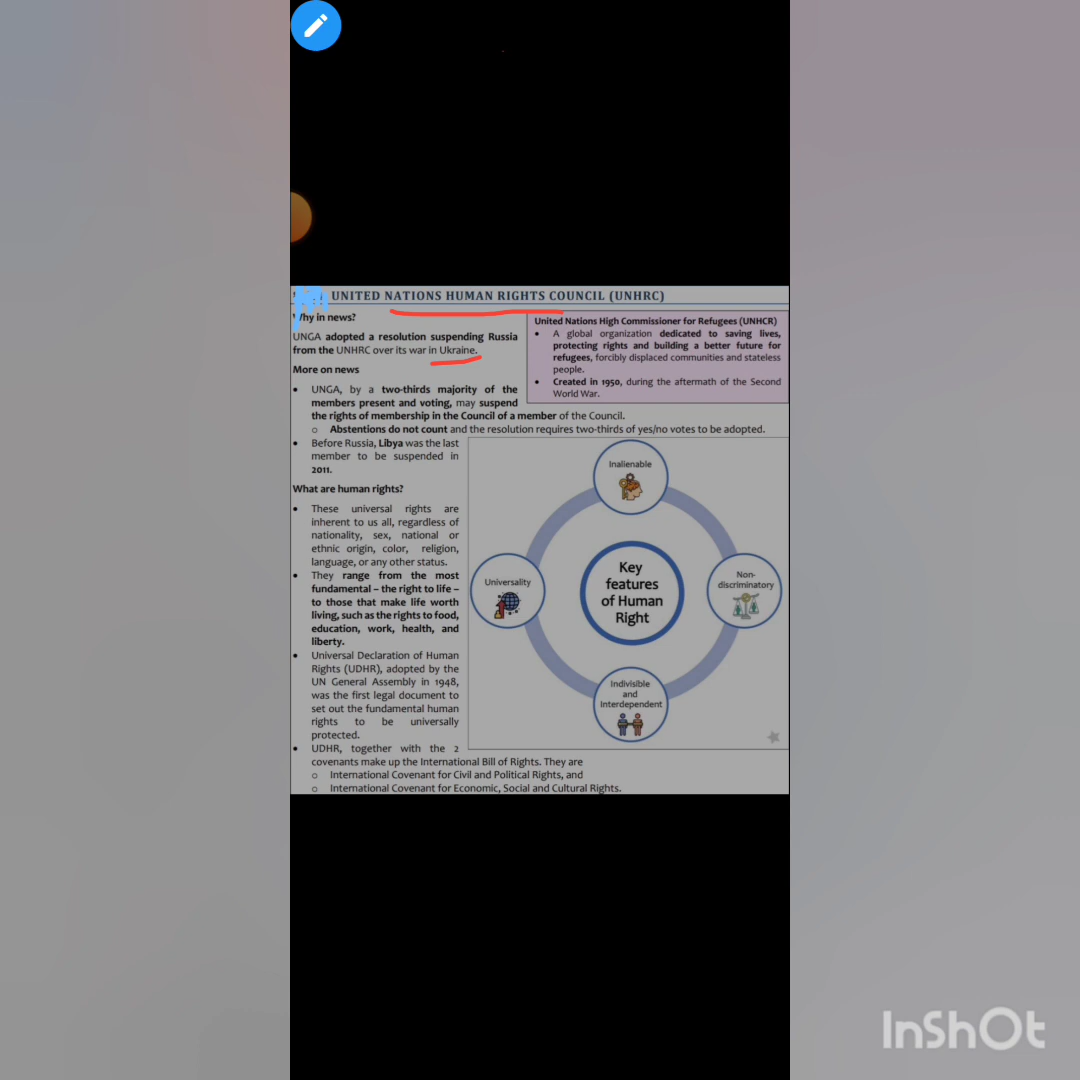 UNITED NATIONS HUMAN RIGHTS COUNCIL (UNHRC)
Why in news?
UNGA adopted a resolution suspending Russia
from the UNHRC over its war in Ukraine.
United Nations High Commissioner for Refugees (UNHCR)
• A global organization dedicated to saving lives,
protecting rights and building a better future for
refugees, forcibly displaced communities and stateless
people.
• Created in 1950, during the aftermath of the Second
World War.
More on news
• UNGA, by a two-thirds majority of the
members present and voting, may suspend
the rights of membership in the Council of a member of the Council.
o Abstentions do not count and the resolution requires two-thirds of yes/no votes to be adopted.
• Before Russia, Libya was the last
member to be suspended in
2011.
What are human rights?
• These universal rights are
inherent to us all, regardless of
nationality, sex, national or
ethnic origin, color, religion,
language, or any other status.
• They range from the most
fundamental – the right to life –
to those that make life worth
living, such as the rights to food,
education, work, health, and
liberty.
• Universal Declaration of Human
Rights (UDHR), adopted by the
UN General Assembly in 1948,
was the first legal document to
set out the fundamental human
rights to be universally
protected.
• UDHR, together with the 2
covenants make up the International Bill of Rights. They are
o International Covenant for Civil and Political Rights, and
o International Covenant for Economic, Social and Cultural Rights.
Inalienable
Universality
Key
features
of Human
Right
Non-
discriminatory
Indivisible
and
Interdependent
InShOt